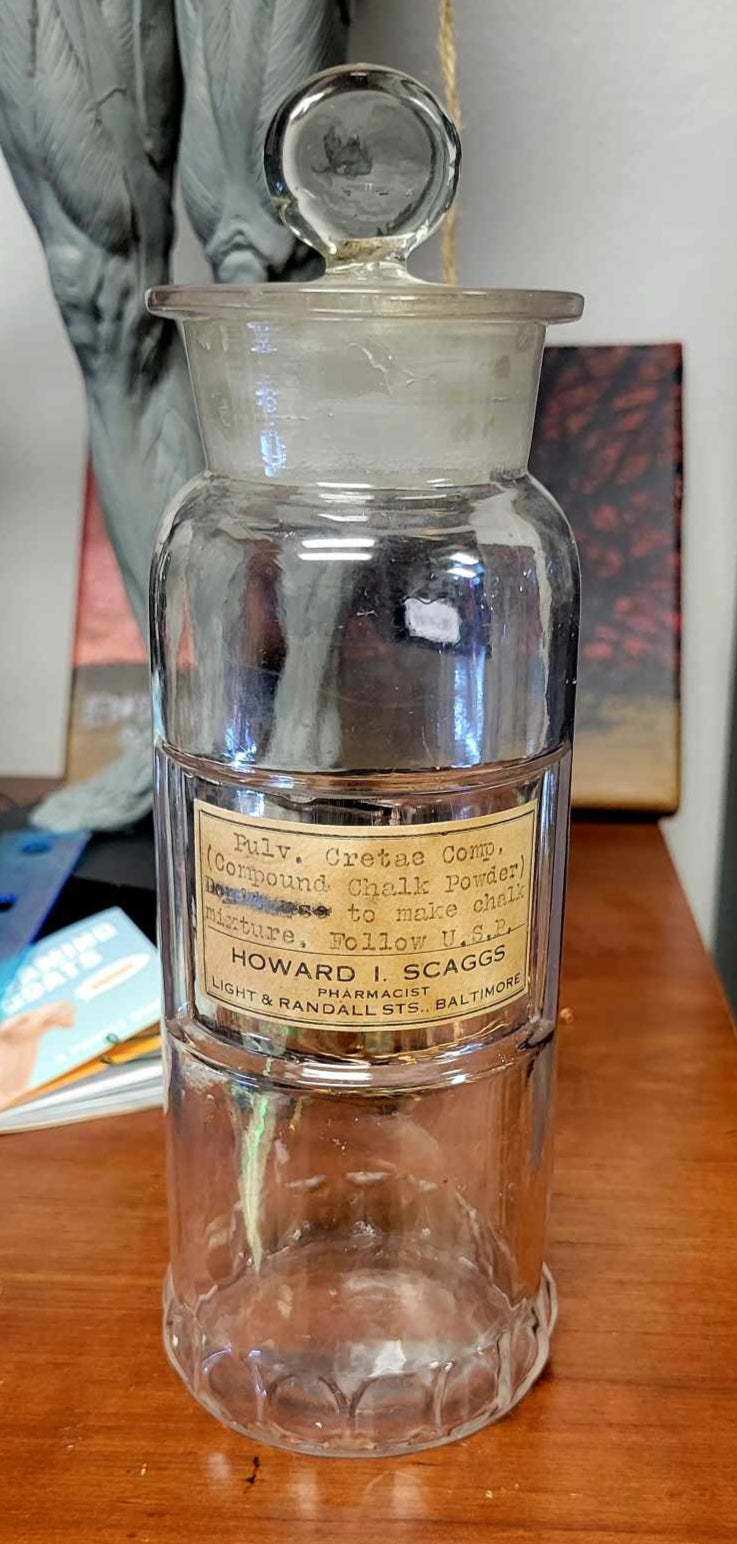 Pulv. Cretae Comp.
(Compound Chalk Powder)
to make chalk
mixture. Follow U.S.P.
HOWARD I. SCAGGS
PHARMACIST
LIGHT & RANDALL STS., BALTIMORE